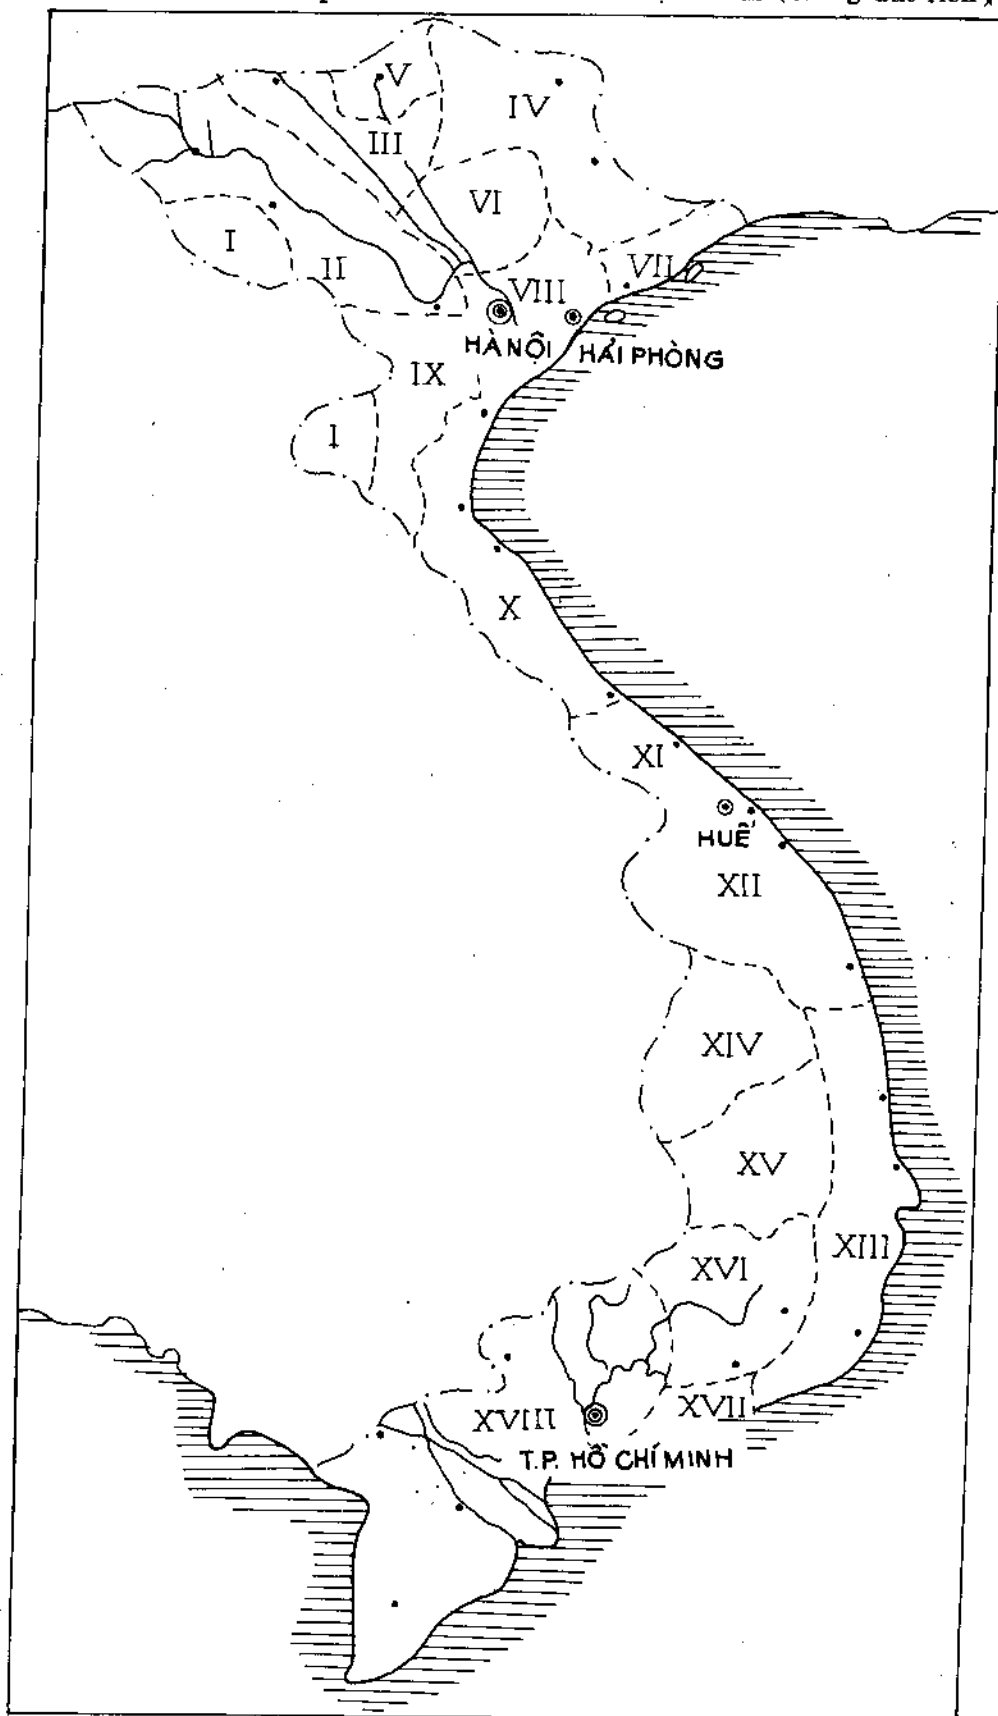 V
IV
III
VI
I
II
VII
VIII
HÀ NỘI
HẢI PHÒNG
IX
I
X
XI
HUẾ
XII
XIV
XV
XIII
XVI
XVII
XVIII
T.P. HỒ CHÍ MINH